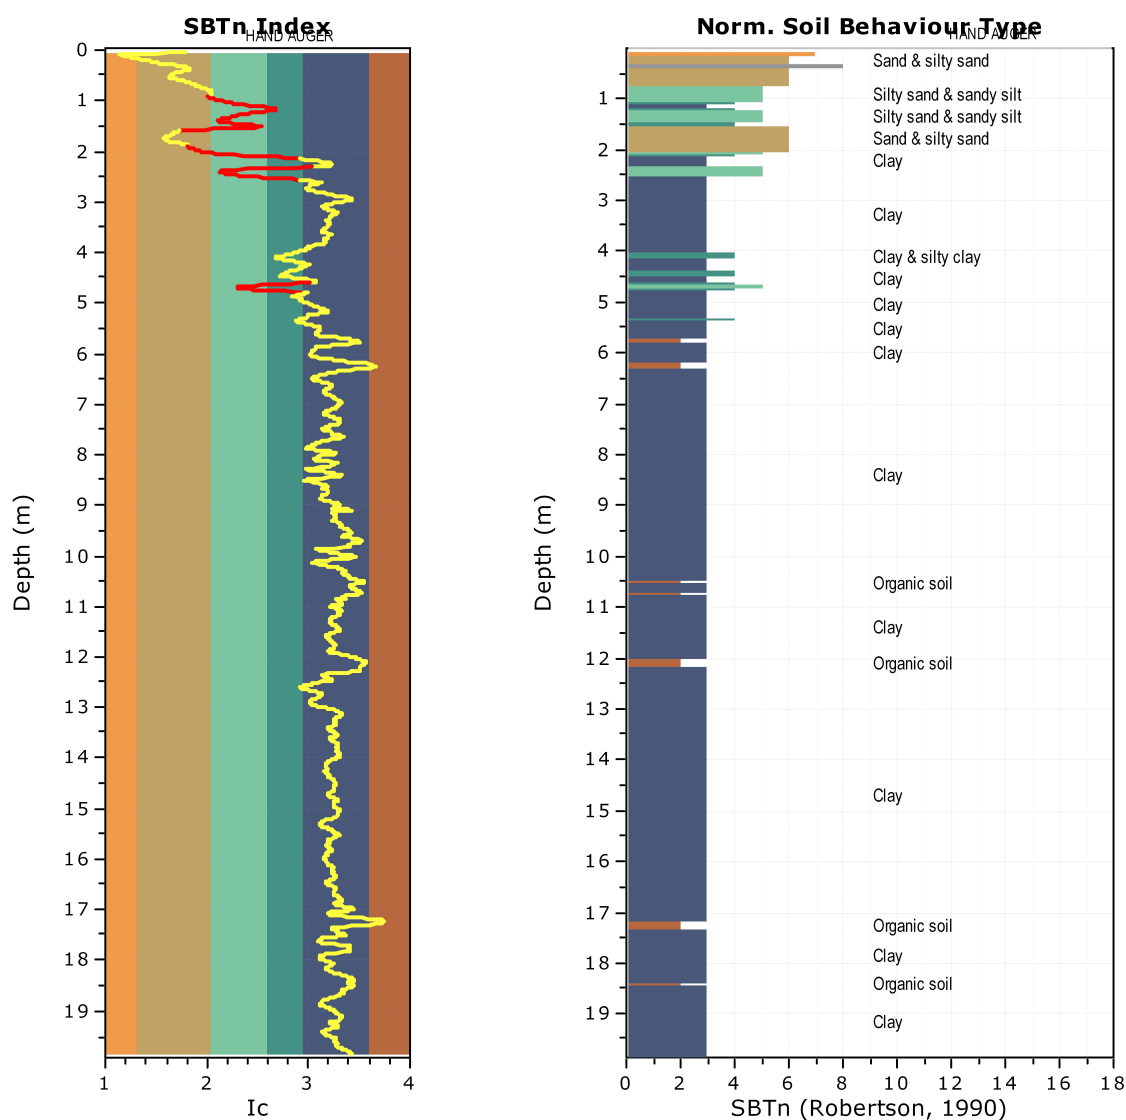 SBTn Index
HAND AUGER
0
1
2
3
4
5
6
7
8
9
10
11
12
13
14
15
16
17
18
19
Depth (m)
1 2 3 4
Ic
Norm. Soil Behaviour Type
HAND AUGER
Sand & silty sand
Silty sand & sandy silt
Silty sand & sandy silt
Sand & silty sand
Clay
Clay
Clay & silty clay
Clay
Clay
Clay
Clay
Clay
Organic soil
Clay
Organic soil
Clay
Organic soil
Clay
Organic soil
Clay
1
2
3
4
5
6
7
8
9
10
11
12
13
14
15
16
17
18
19
Depth (m)
0 2 4 6 8 10 12 14 16 18
SBTn (Robertson, 1990)